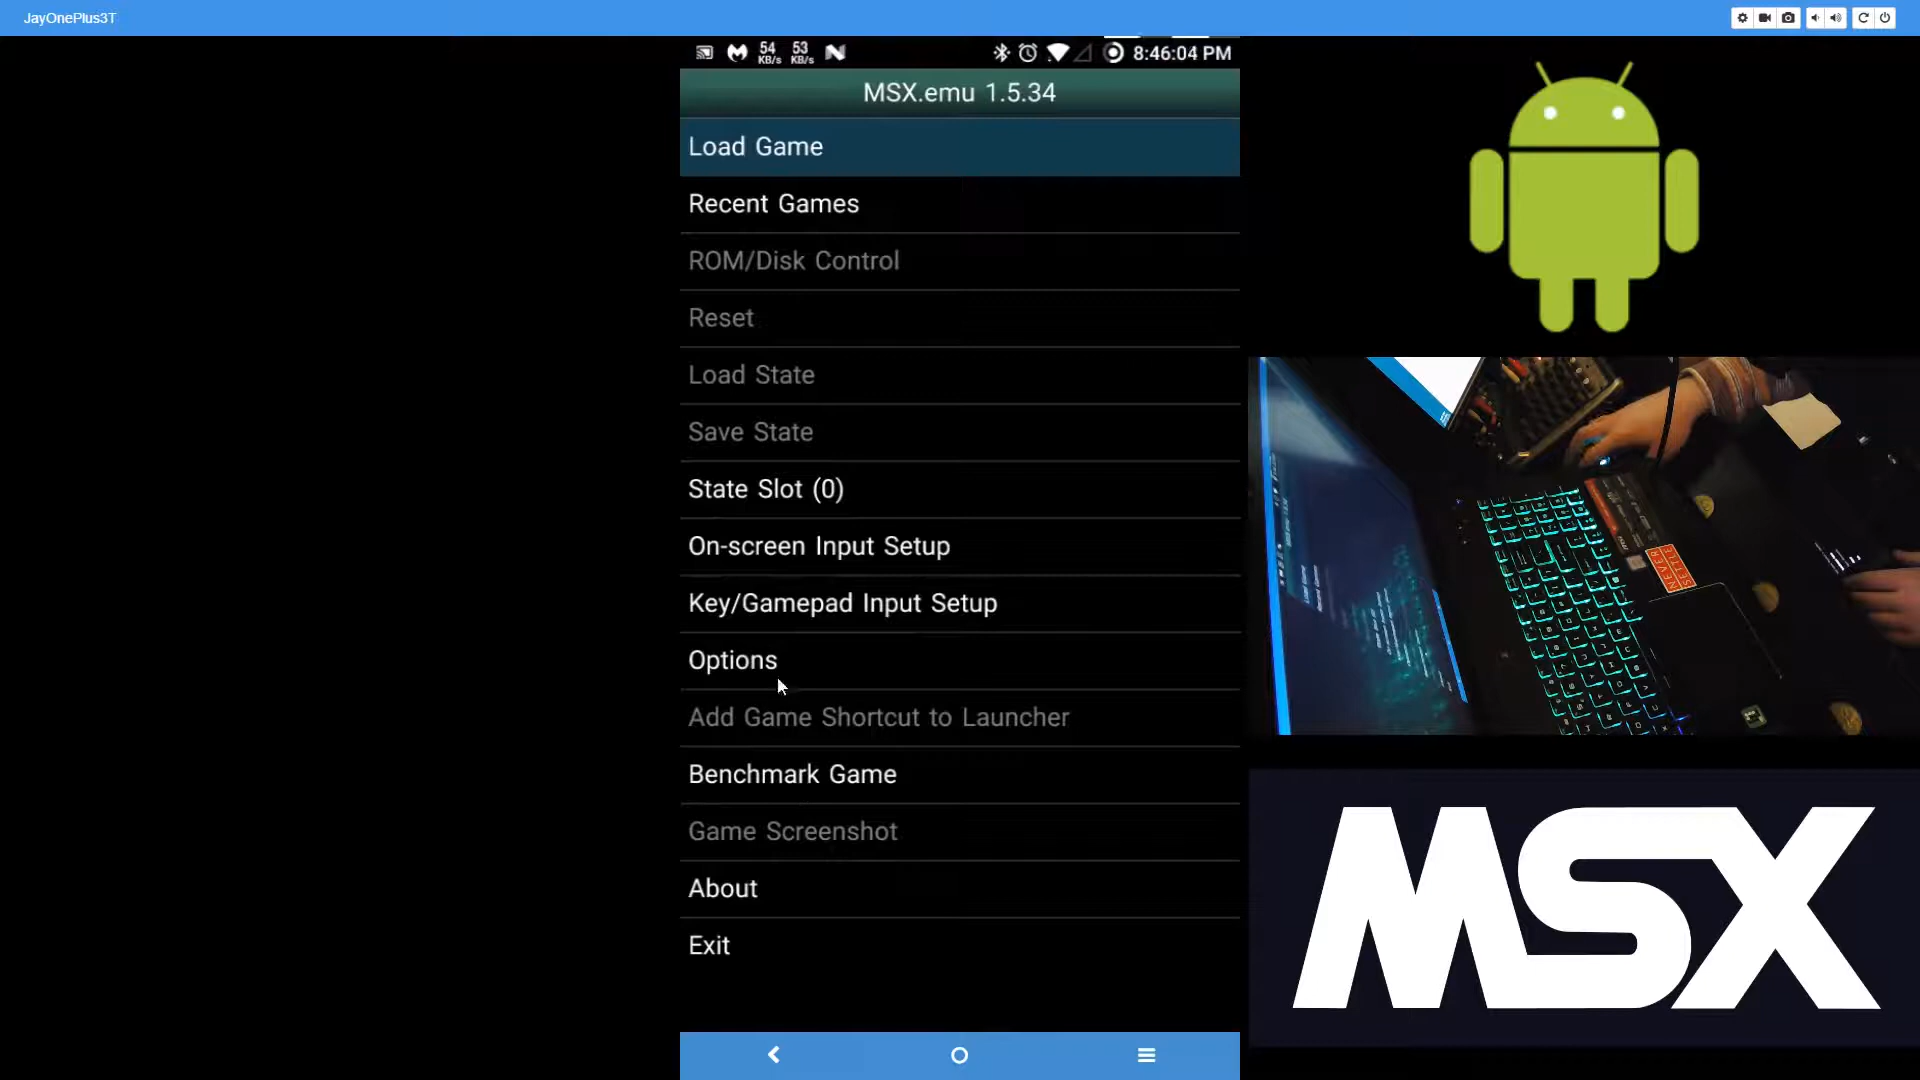 JayOnePlus3T
54 53
KB/s KB/s
8:46:04 PM
MSX.emu 1.5.34
Load Game
Recent Games
ROM/Disk Control
Reset
Load State
Save State
State Slot (0)
On-screen Input Setup
Key/Gamepad Input Setup
Options
Add Game Shortcut to Launcher
Benchmark Game
Game Screenshot
About
Exit
NEVER
SETTLE
MSX